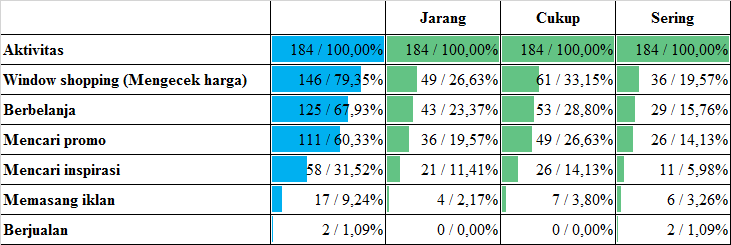 Jarang Cukup Sering
Aktivitas 184 / 100,00% 184 / 100,00% 184 / 100,00% 184 / 100,00%
Window shopping (Mengecek harga) 146 / 79,35% 49 / 26,63% 61 / 33,15% 36 / 19,57%
Berbelanja 125 / 67,93% 43 / 23,37% 53 / 28,80% 29 / 15,76%
Mencari promo 111 / 60,33% 36 / 19,57% 49 / 26,63% 26 / 14,13%
Mencari inspirasi 58 / 31,52% 21 / 11,41% 26 / 14,13% 11 / 5,98%
Memasang iklan 17 / 9,24% 4 / 2,17% 7 / 3,80% 6 / 3,26%
Berjualan 2 / 1,09% 0 / 0,00% 0 / 0,00% 2 / 1,09%